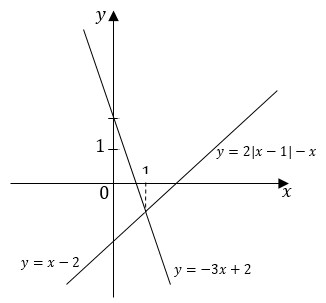 y
1
1
y = 2|x − 1| − x
0
x
y = x − 2
y = −3x + 2